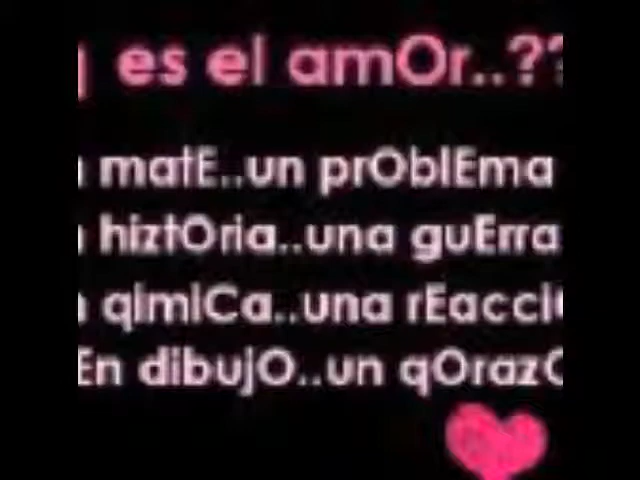 es el amOr..??
matE..un prOblEma
hiztOria..una guErra
qimiCa..una rEacci
En dibujO..un qOrazO